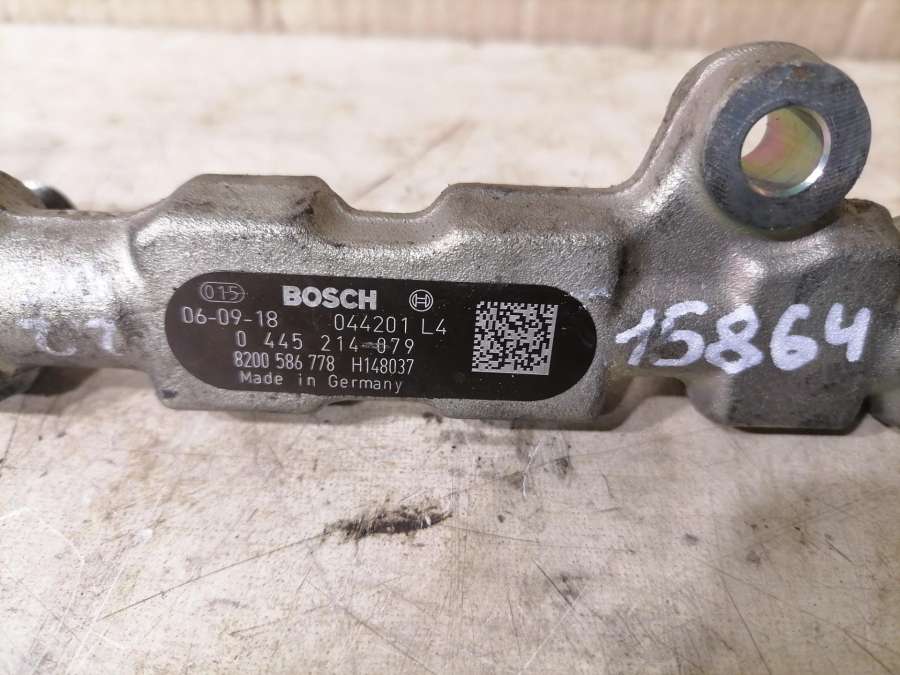 015 BOSCH
06-09-18 044201 L4
0 445 214 079
8200 586 778 H148037
Made in Germany
15864